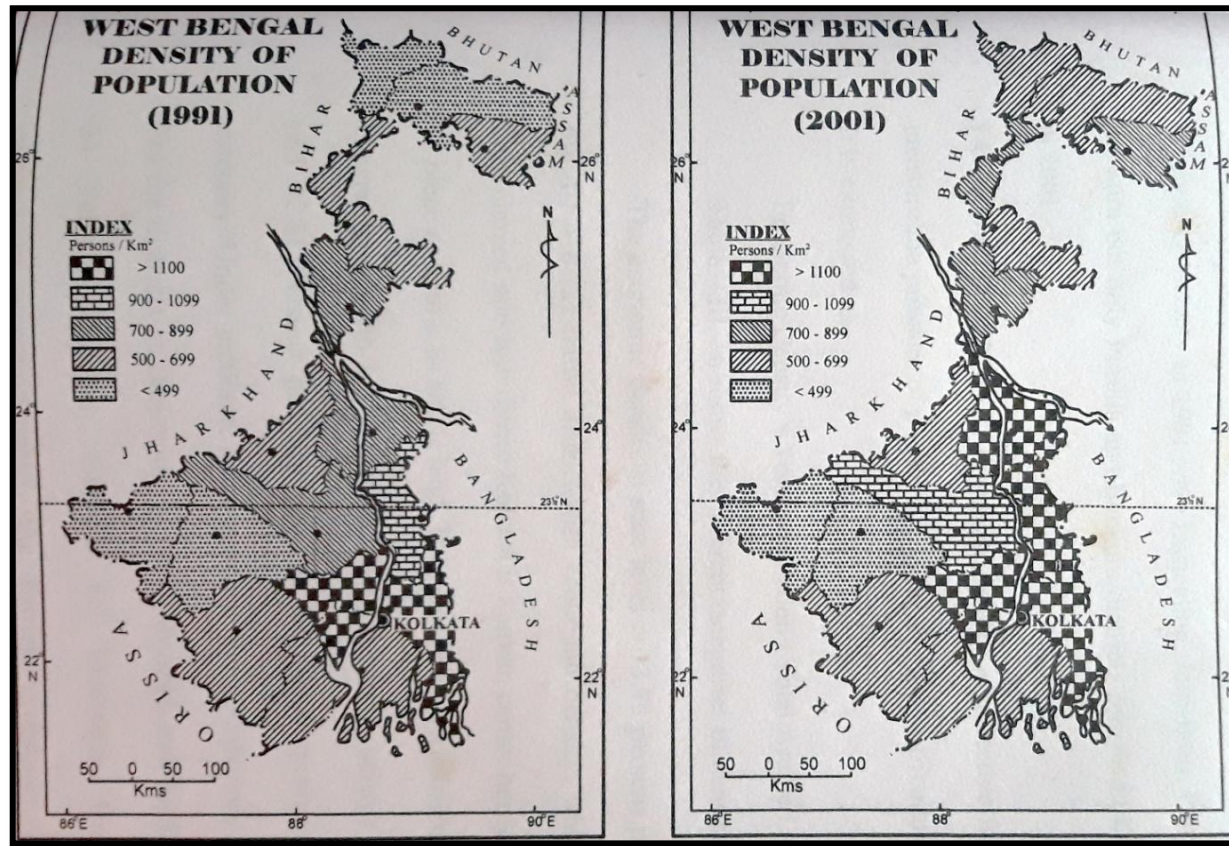 WEST BENGAL
DENSITY OF
POPULATION
(1991)
BHUTAN
ASSAM
BIHAR
26°
N
N
INDEX
Persons / Km²
> 1100
900 - 1099
700 - 899
500 - 699
< 499
JHARKHAND
24°
24°
BANGLADESH
23½°N
KOLKATA
22°
N
ORISSA
50 0 50 100
Kms
86°E
88°
90°E
WEST BENGAL
DENSITY OF
POPULATION
(2001)
BHUTAN
ASSAM
BIHAR
26°
N
N
INDEX
Persons / Km²
> 1100
900 - 1099
700 - 899
500 - 699
< 499
JHARKHAND
24°
N
BANGLADESH
23½°N
KOLKATA
22°
N
ORISSA
50 0 50 100
Kms
86°E
88°
90°E